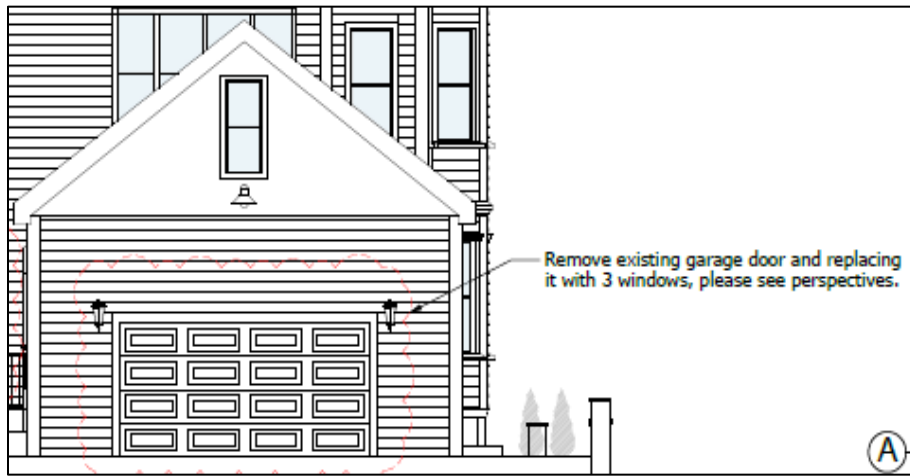 Remove existing garage door and replacing
it with 3 windows, please see perspectives.
A